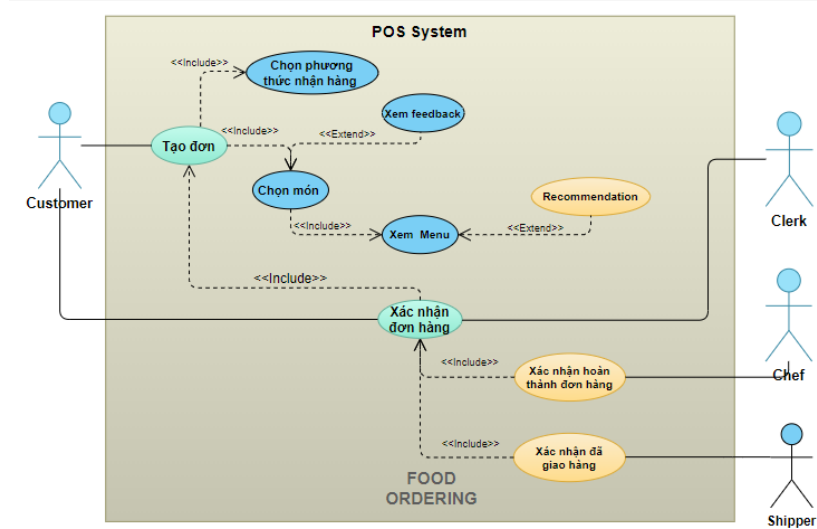 POS System
<<Include>>
Chọn phương
thức nhận hàng
Xem feedback
<<Include>>
<<Extend>>
Tạo đơn
Customer
Chọn món
Recommendation
Clerk
<<Include>>
Xem Menu
<<Extend>>
<<Include>>
Xác nhận
đơn hàng
<<Include>>
Xác nhận hoàn
thành đơn hàng
Chef
<<Include>>
Xác nhận đã
giao hàng
FOOD
ORDERING
Shipper